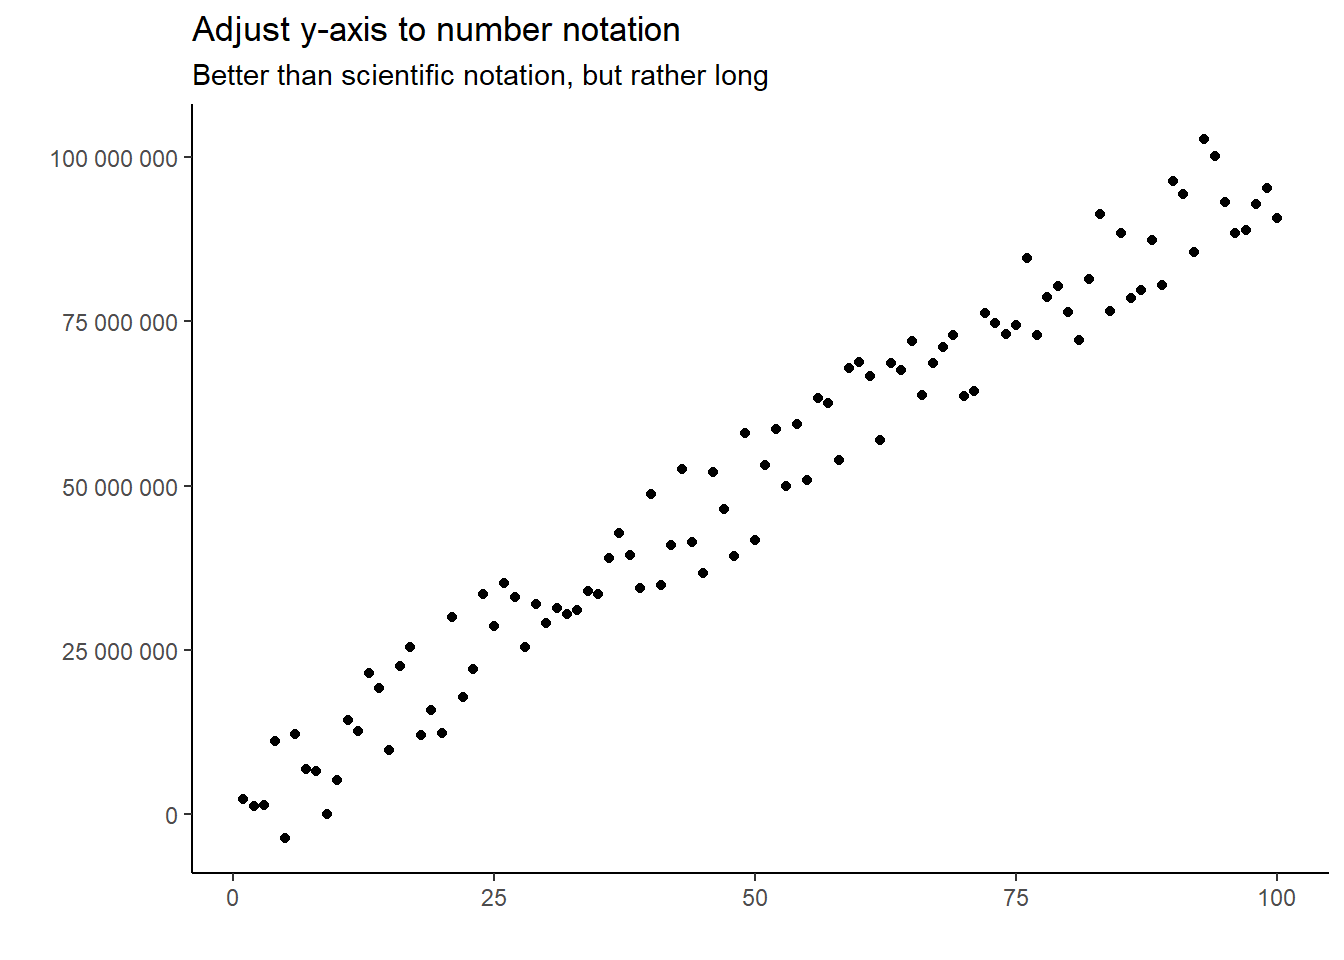 Adjust y-axis to number notation
Better than scientific notation, but rather long
100 000 000
75 000 000
50 000 000
25 000 000
0
0 25 50 75 100